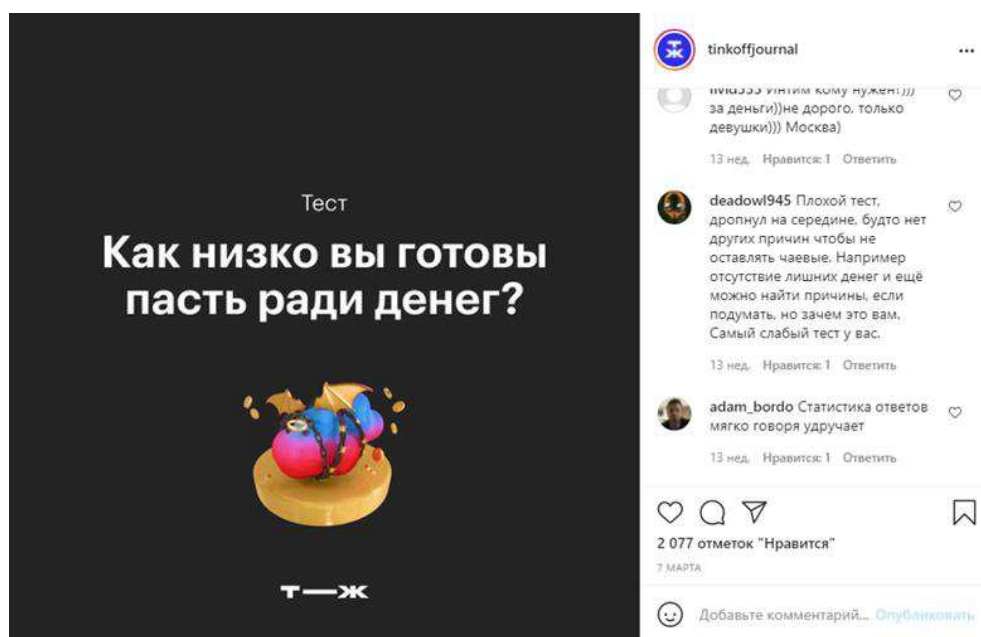 Тест
Как низко вы готовы
пасть ради денег?
Т—Ж
tinkoffjournal
livid333 Интим кому нужен?)))
за деньги))не дорого, только
девушки))) Москва)
13 нед. Нравится: 1 Ответить
deadowl945 Плохой тест,
дропнул на середине, будто нет
других причин чтобы не
оставлять чаевые. Например
отсутствие лишних денег и ещё
можно найти причины, если
подумать, но зачем это вам.
Самый слабый тест у вас.
13 нед. Нравится: 1 Ответить
adam_bordo Статистика ответов
мягко говоря удручает
13 нед. Нравится: 1 Ответить
2 077 отметок "Нравится"
7 МАРТА
Добавьте комментарий... Опубликовать